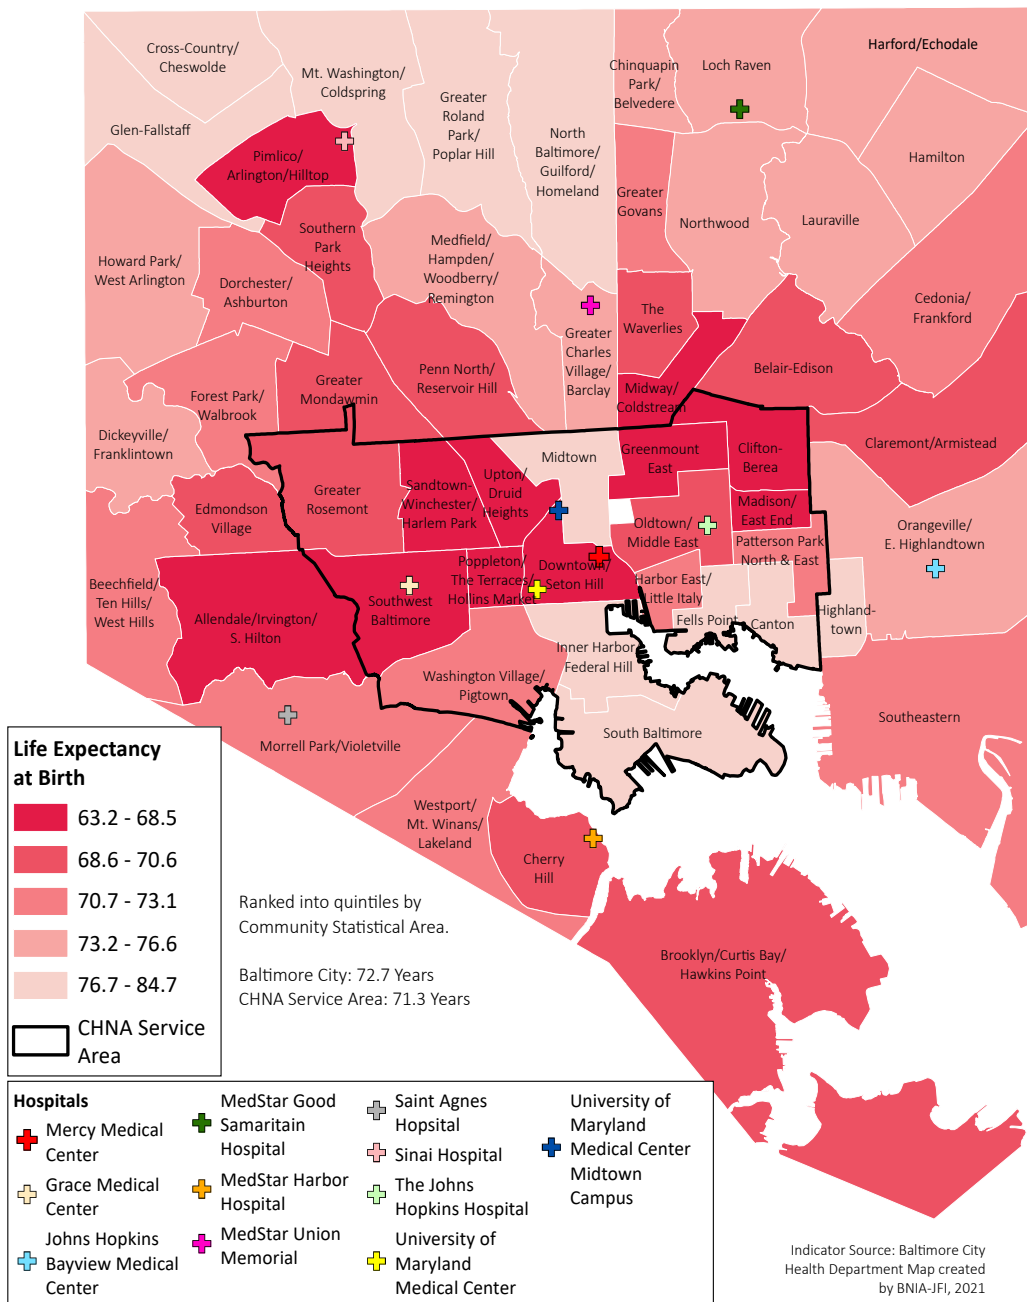 Cross-Country/
Cheswolde
Mt. Washington/
Coldspring
Greater
Roland
Park/
Poplar Hill
Glen-Fallstaff
North
Baltimore/
Guilford/
Homeland
Chinquapin
Park/
Belvedere
Loch Raven
Harford/Echodale
Hamilton
Pimlico/
Arlington/Hilltop
Greater
Govans
Northwood
Lauraville
Southern
Park
Heights
Howard Park/
West Arlington
Dorchester/
Ashburton
Medfield/
Hampden/
Woodberry/
Remington
Cedonia/
Frankford
The
Waverlies
Greater
Charles
Village/
Barclay
Belair-Edison
Penn North/
Reservoir Hill
Greater
Mondawmin
Forest Park/
Walbrook
Midway/
Coldstream
Dickeyville/
Franklintown
Claremont/Armistead
Midtown
Greenmount
East
Clifton-
Berea
Upton/
Druid
Heights
Sandtown-
Winchester/
Harlem Park
Greater
Rosemont
Edmondson
Village
Madison/
East End
Oldtown/
Middle East
Orangeville/
E. Highlandtown
Patterson Park
North & East
Poppleton/
The Terraces/
Hollins Market
Downtown/
Seton Hill
Harbor East/
Little Italy
Beechfield/
Ten Hills/
West Hills
Southwest
Baltimore
Allendale/Irvington/
S. Hilton
Fells Point
Canton
Highland-
town
Inner Harbor/
Federal Hill
Washington Village/
Pigtown
Southeastern
South Baltimore
Morrell Park/Violetville
Westport/
Mt. Winans/
Lakeland
Cherry
Hill
Brooklyn/Curtis Bay/
Hawkins Point
Life Expectancy
at Birth
63.2 - 68.5
68.6 - 70.6
70.7 - 73.1
73.2 - 76.6
76.7 - 84.7
CHNA Service
Area
Ranked into quintiles by
Community Statistical Area.
Baltimore City: 72.7 Years
CHNA Service Area: 71.3 Years
Hospitals
Mercy Medical
Center
Grace Medical
Center
Johns Hopkins
Bayview Medical
Center
MedStar Good
Samaritain
Hospital
MedStar Harbor
Hospital
MedStar Union
Memorial
Saint Agnes
Hopsital
Sinai Hospital
The Johns
Hopkins Hospital
University of
Maryland
Medical Center
University of
Maryland
Medical Center
Midtown
Campus
Indicator Source: Baltimore City
Health Department Map created
by BNIA-JFI, 2021